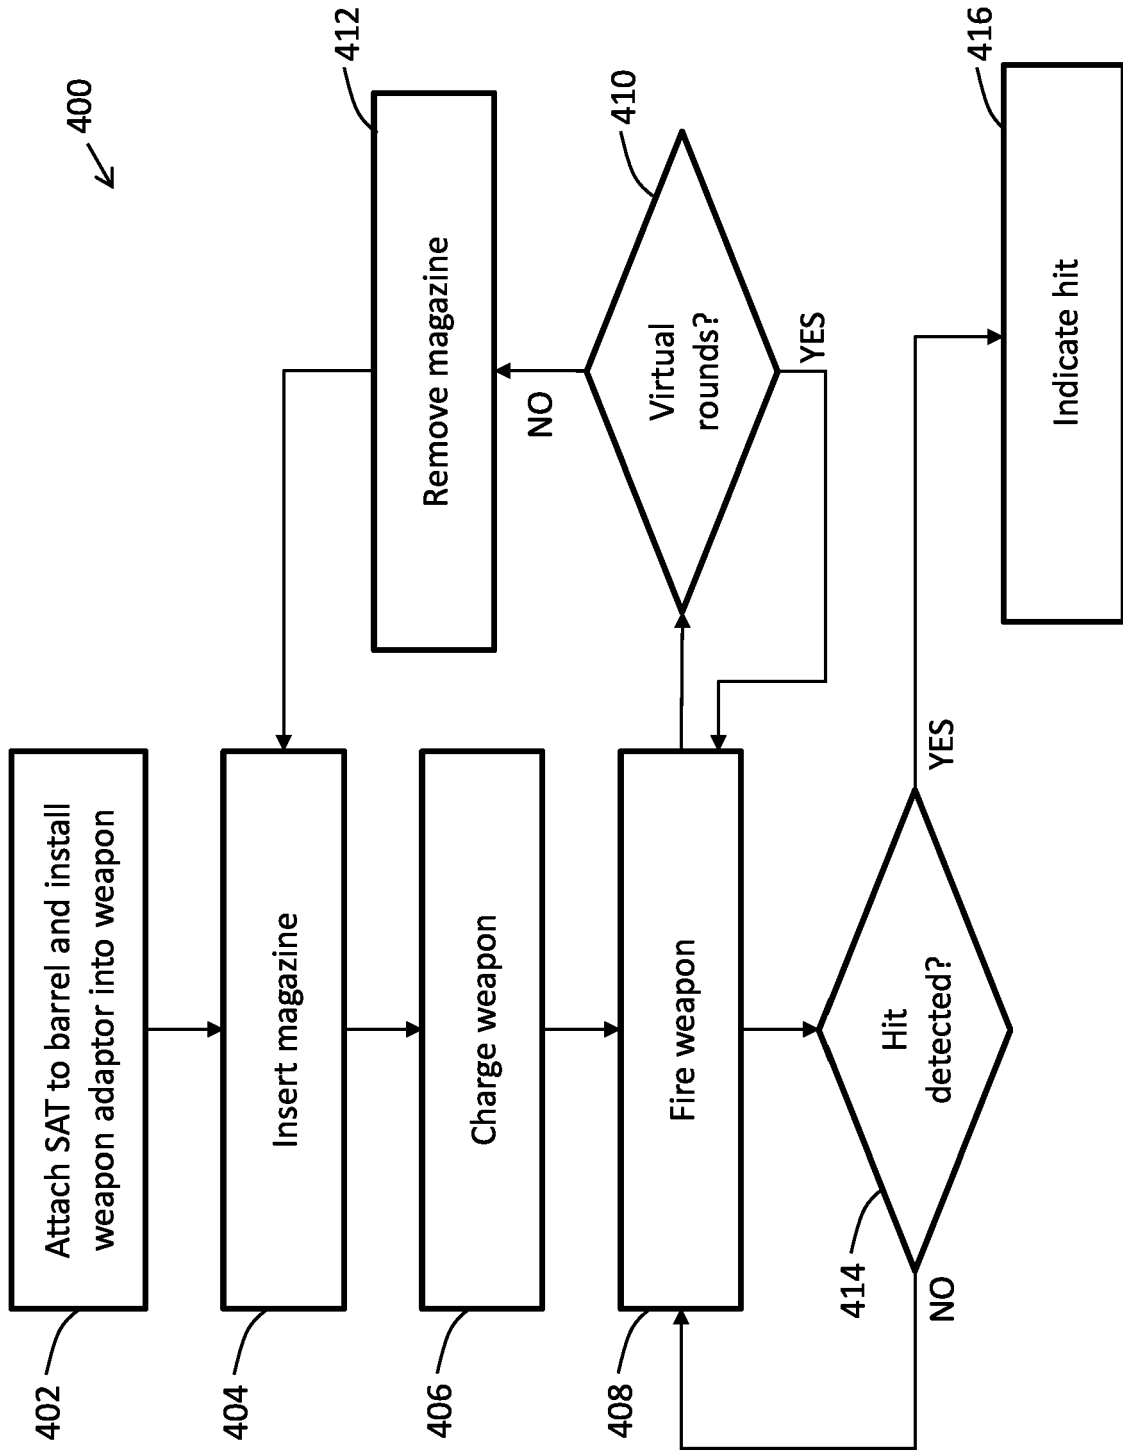 400
402
Attach SAT to barrel and install
weapon adaptor into weapon
404
Insert magazine
412
Remove magazine
406
Charge weapon
NO
410
Virtual
rounds?
YES
408
Fire weapon
414
Hit
detected?
NO
YES
416
Indicate hit